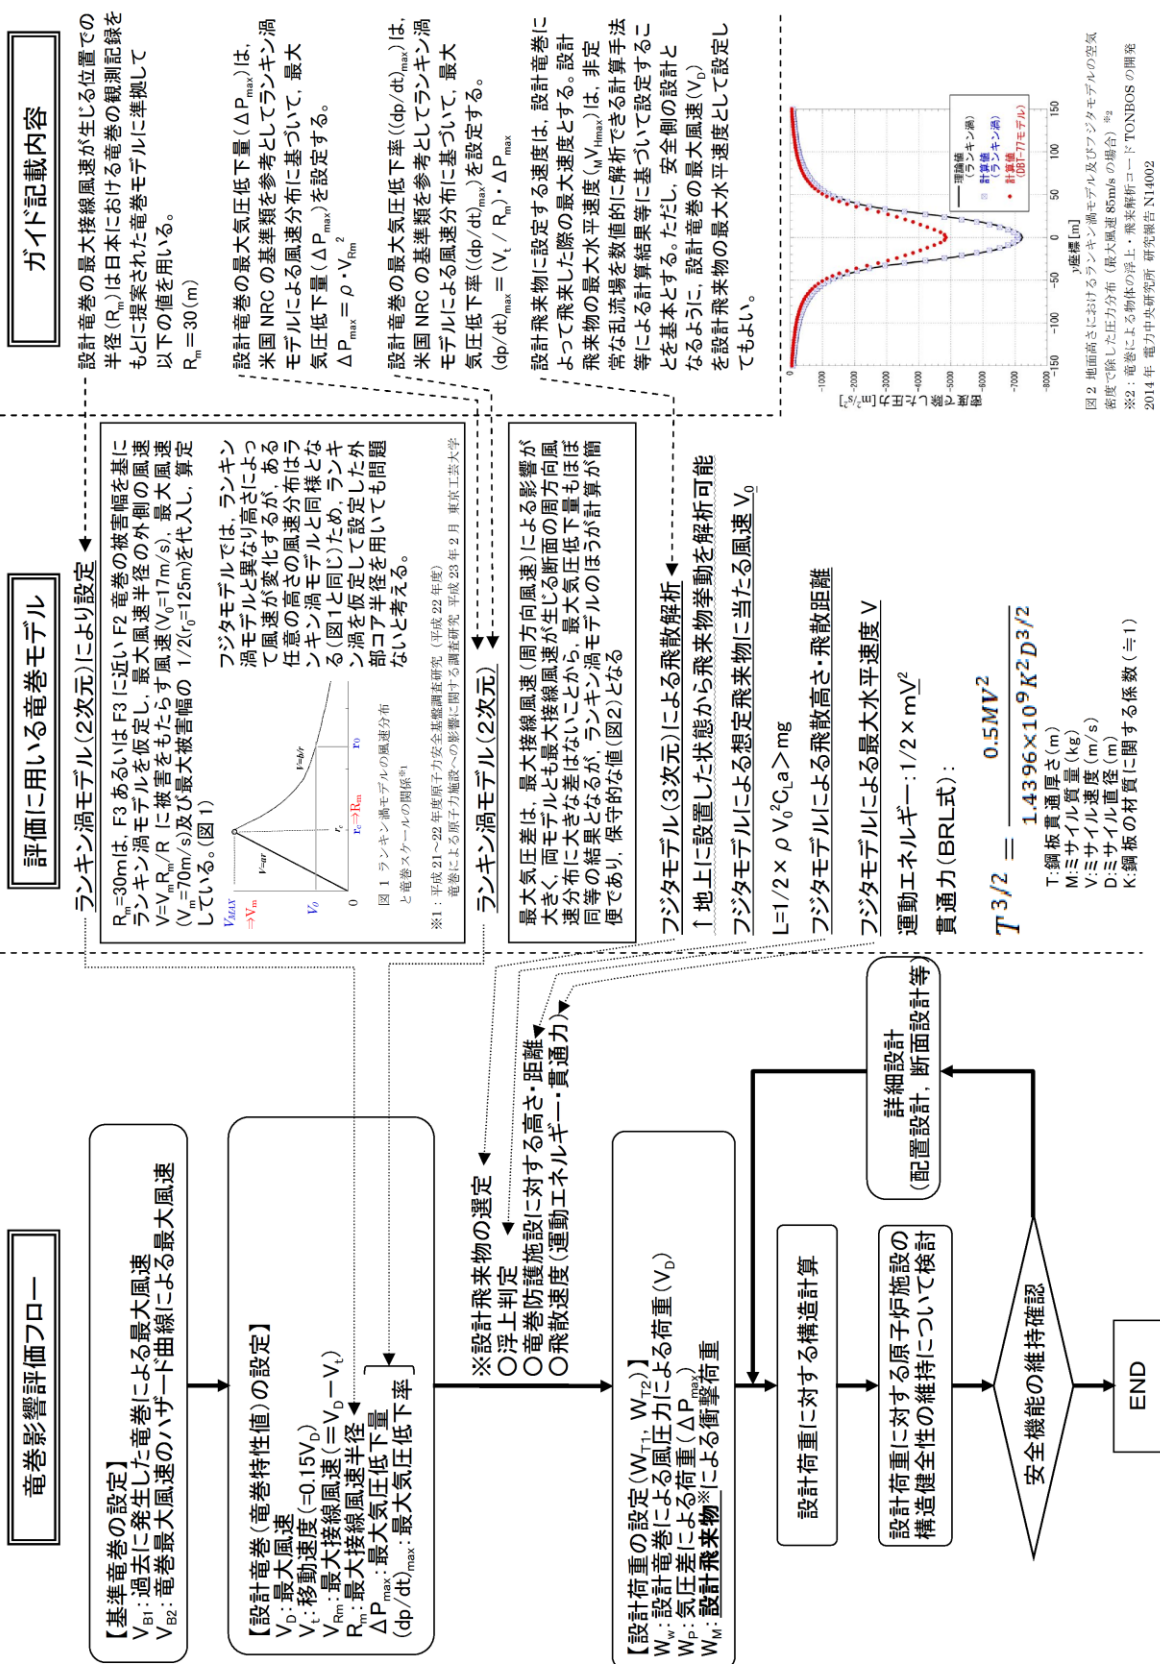 竜巻影響評価フロー
【基準竜巻の設定】
V_B1:過去に発生した竜巻による最大風速
V_B2:竜巻最大風速のハザード曲線による最大風速
【設計竜巻(竜巻特性値)の設定】
V_D:最大風速
V_t:移動速度(=0.15V_D)
V_Rm:最大接線風速(=V_D－V_t)
R_m:最大接線風速半径
ΔP_max:最大気圧低下量
(dp/dt)_max:最大気圧低下率
※設計飛来物の選定
○浮上判定
○竜巻防護施設に対する高さ・距離
○飛散速度(運動エネルギー・貫通力)
【設計荷重の設定(W_T1, W_T2)】
W_w:設計竜巻による風圧力による荷重(V_D)
W_P:気圧差による荷重(ΔP_max)
W_M:設計飛来物※による衝撃荷重
設計荷重に対する構造計算
設計荷重に対する原子炉施設の
構造健全性の維持について検討
安全機能の維持確認
END
詳細設計
(配置設計, 断面設計等)
評価に用いる竜巻モデル
ランキン渦モデル(2次元)により設定
R_m=30mは, F3あるいはF3に近いF2竜巻の被害幅を基に
ランキン渦モデルを仮定し, 最大風速半径の外側の風速
V=V_m R_m/R に被害をもたらす風速(V_0=17m/s), 最大風速
(V_m=70m/s)及び最大被害幅の 1/2(r_0=125m)を代入し, 算定
している。(図1)
V_MAX
⇒V_m
V_0
0
V=ar
V=b/r
r_c
r_c⇒R_m
r_0
図1 ランキン渦モデルの風速分布
と竜巻スケールの関係※1
フジタモデルでは, ランキン
渦モデルと異なり高さによっ
て風速が変化するが, ある
任意の高さの風速分布はラ
ンキン渦モデルと同様とな
る(図1と同じ)ため, ランキ
ン渦を仮定して設定した外
部コア半径を用いても問題
ないと考える。
※1:平成21～22年度原子力安全基盤調査研究(平成22年度)
竜巻による原子力施設への影響に関する調査研究 平成23年2月 東京工芸大学
ランキン渦モデル(2次元)
最大気圧差は, 最大接線風速(周方向風速)による影響が
大きく, 両モデルとも最大接線風速が生じる断面の周方向風
速分布に大きな差はないことから, 最大気圧低下量もほぼ
同等の結果となるが, ランキン渦モデルのほうが計算が簡
便であり, 保守的な値(図2)となる
フジタモデル(3次元)による飛散解析
↑地上に設置した状態から飛来物挙動を解析可能
フジタモデルによる想定飛来物に当たる風速 V_0
L=1/2×ρV_0²C_La>mg
フジタモデルによる飛散高さ・飛散距離
フジタモデルによる最大水平速度 V
運動エネルギー:1/2×mV²
貫通力(BRL式):
T^3/2 = 0.5MV² / 1.4396×10⁹K²D^3/2
T:鋼板貫通厚さ(m)
M:ミサイル質量(kg)
V:ミサイル速度(m/s)
D:ミサイル直径(m)
K:鋼板の材質に関する係数(≒1)
ガイド記載内容
設計竜巻の最大接線風速が生じる位置での
半径(R_m)は日本における竜巻の観測記録を
もとに提案された竜巻モデルに準拠して
以下の値を用いる。
R_m=30(m)
設計竜巻の最大気圧低下量(ΔP_max)は,
米国NRCの基準類を参考としてランキン渦
モデルによる風速分布に基づいて, 最大
気圧低下量(ΔP_max)を設定する。
ΔP_max=ρ・V_Rm²
設計竜巻の最大気圧低下率((dp/dt)_max)は,
米国NRCの基準類を参考としてランキン渦
モデルによる風速分布に基づいて, 最大
気圧低下率((dp/dt)_max)を設定する。
(dp/dt)_max=(V_t/R_m)・ΔP_max
設計飛来物に設定する速度は, 設計竜巻に
よって飛来した際の最大速度とする。設計
飛来物の最大水平速度(_MV_Hmax)は, 非定
常な乱流場を数値的に解析できる計算手法
等による計算結果等に基づいて設定するこ
とを基本とする。ただし, 安全側の設計と
なるように, 設計竜巻の最大風速(V_D)
を設計飛来物の最大水平速度として設定し
てもよい。
密度で除した圧力[m²/s²]
0
-1000
-2000
-3000
-4000
-5000
-6000
-7000
-8000
-150
-100
-50
0
50
100
150
y座標[m]
理論値
(ランキン渦)
計算値
(ランキン渦)
計算値
(DBT-77モデル)
図2 地面高さにおけるランキン渦モデル及びフジタモデルの空気
密度で除した圧力分布(最大風速85m/sの場合)※2
※2:竜巻による物体の浮上・飛来解析コードTONBOSの開発
2014年 電力中央研究所 研究報告 N14002